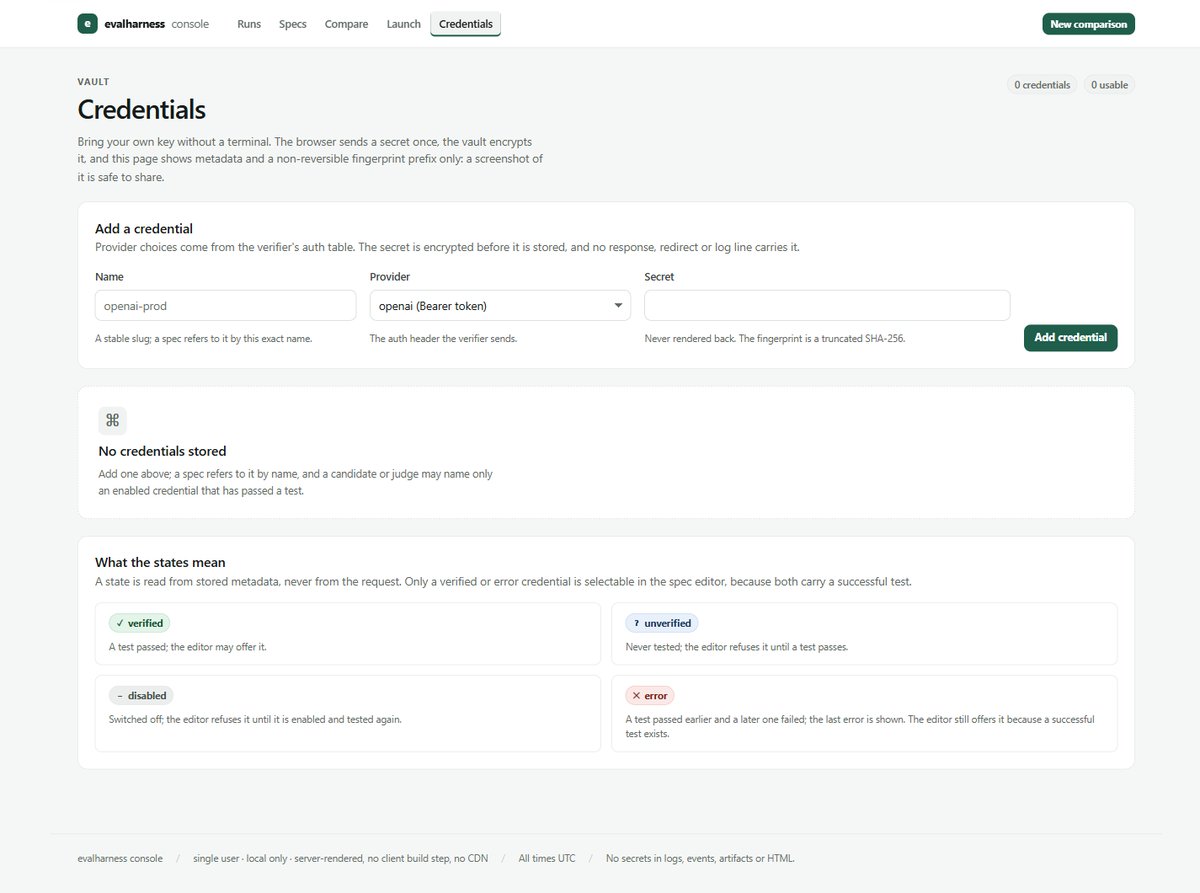 e evalharness console Runs Specs Compare Launch Credentials New comparison
VAULT
0 credentials 0 usable
Credentials
Bring your own key without a terminal. The browser sends a secret once, the vault encrypts
it, and this page shows metadata and a non-reversible fingerprint prefix only: a screenshot of
it is safe to share.
Add a credential
Provider choices come from the verifier's auth table. The secret is encrypted before it is stored, and no response, redirect or log line carries it.
Name Provider Secret
openai-prod openai (Bearer token)
A stable slug; a spec refers to it by this exact name. The auth header the verifier sends. Never rendered back. The fingerprint is a truncated SHA-256. Add credential
⌘
No credentials stored
Add one above; a spec refers to it by name, and a candidate or judge may name only
an enabled credential that has passed a test.
What the states mean
A state is read from stored metadata, never from the request. Only a verified or error credential is selectable in the spec editor, because both carry a successful test.
✓ verified
A test passed; the editor may offer it.
? unverified
Never tested; the editor refuses it until a test passes.
– disabled
Switched off; the editor refuses it until it is enabled and tested again.
✕ error
A test passed earlier and a later one failed; the last error is shown. The editor still offers it because a successful
test exists.
evalharness console / single user · local only · server-rendered, no client build step, no CDN / All times UTC / No secrets in logs, events, artifacts or HTML.